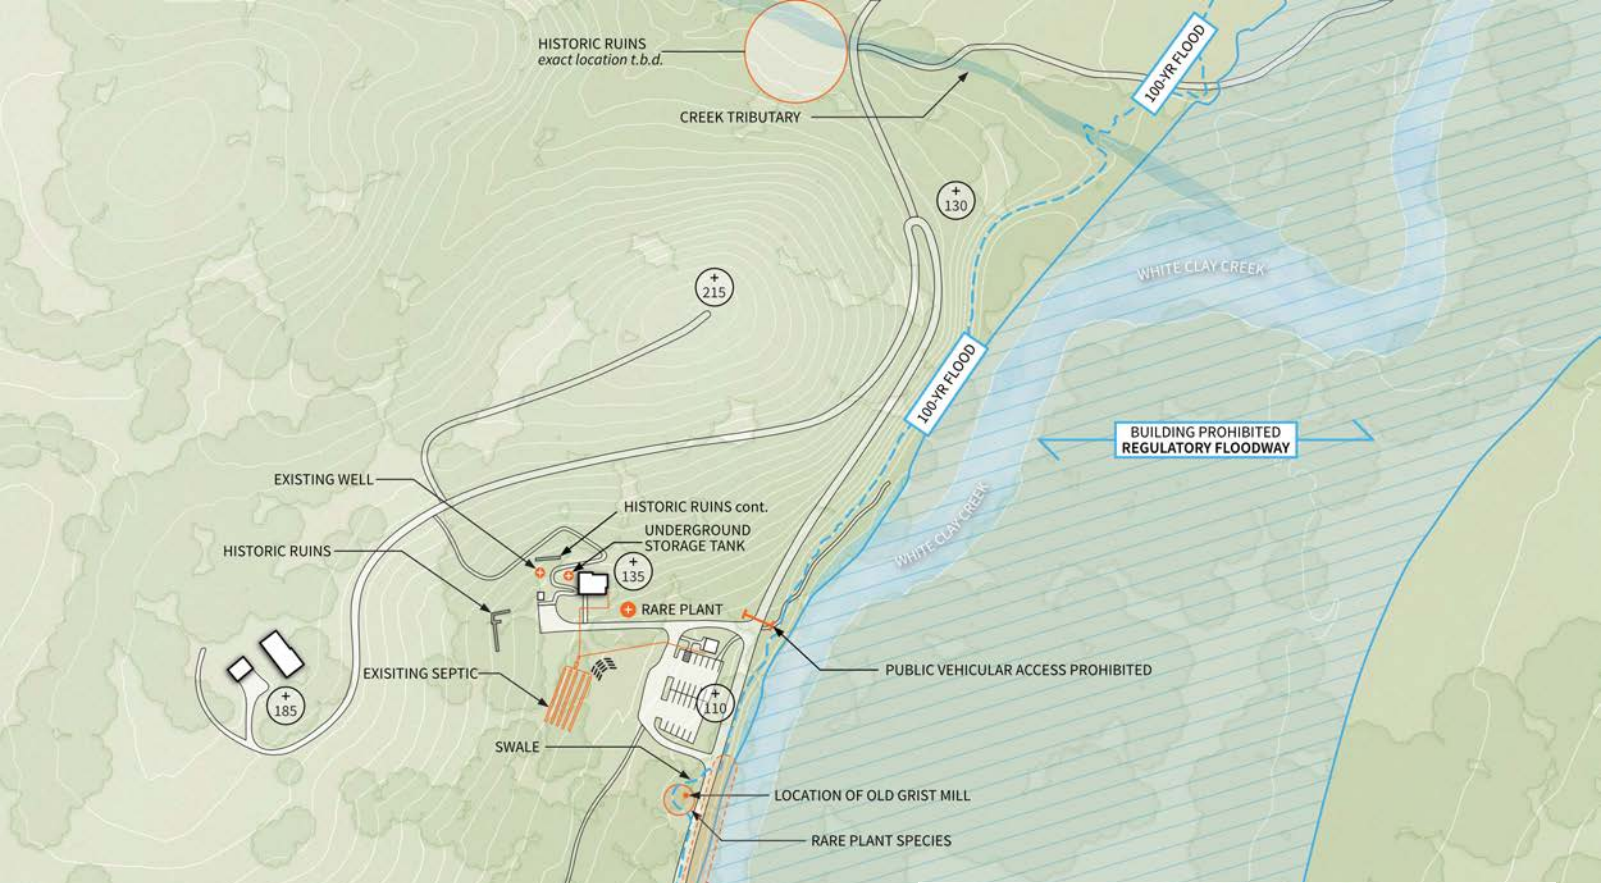 HISTORIC RUINS
exact location t.b.d.
100-YR FLOOD
CREEK TRIBUTARY
+
130
WHITE CLAY CREEK
+
215
100-YR FLOOD
BUILDING PROHIBITED
REGULATORY FLOODWAY
EXISTING WELL
HISTORIC RUINS cont.
UNDERGROUND
STORAGE TANK
WHITE CLAY CREEK
HISTORIC RUINS
+
135
RARE PLANT
EXISITING SEPTIC
PUBLIC VEHICULAR ACCESS PROHIBITED
+
185
+
110
SWALE
LOCATION OF OLD GRIST MILL
RARE PLANT SPECIES